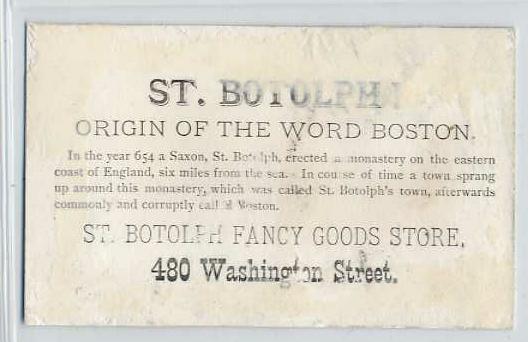 ST. BOTOLPH!
ORIGIN OF THE WORD BOSTON.
In the year 654 a Saxon, St. Botolph, erected a monastery on the eastern
coast of England, six miles from the sea. In course of time a town sprang
up around this monastery, which was called St. Botolph's town, afterwards
commonly and corruptly called Boston.
ST. BOTOLPH FANCY GOODS STORE,
480 Washington Street.